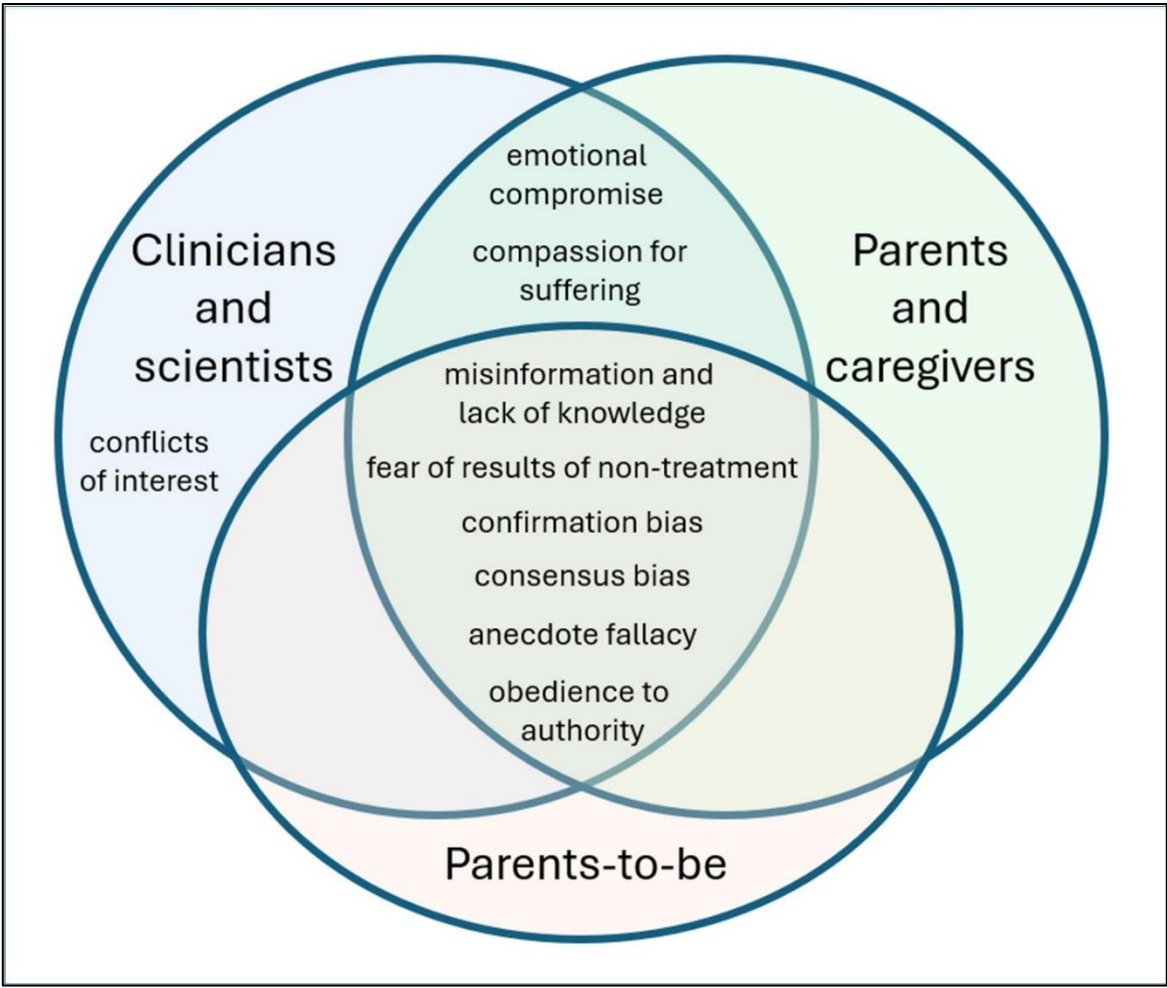 emotional
compromise
compassion for
suffering
Clinicians
and
scientists
conflicts
of interest
Parents
and
caregivers
misinformation and
lack of knowledge
fear of results of non-treatment
confirmation bias
consensus bias
anecdote fallacy
obedience to
authority
Parents-to-be